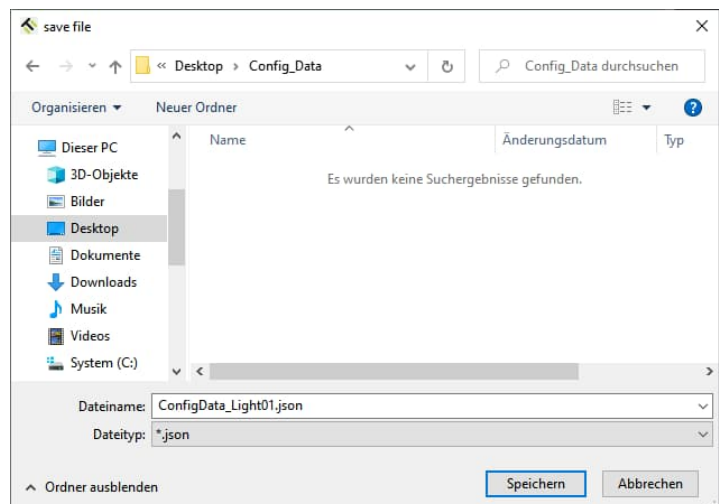 save file
« Desktop › Config_Data
Config_Data durchsuchen
Organisieren
Neuer Ordner
?
Dieser PC
3D-Objekte
Bilder
Desktop
Dokumente
Downloads
Musik
Videos
System (C:)
Name
Änderungsdatum
Typ
Es wurden keine Suchergebnisse gefunden.
Dateiname: ConfigData_Light01.json
Dateityp: *.json
Ordner ausblenden
Speichern
Abbrechen